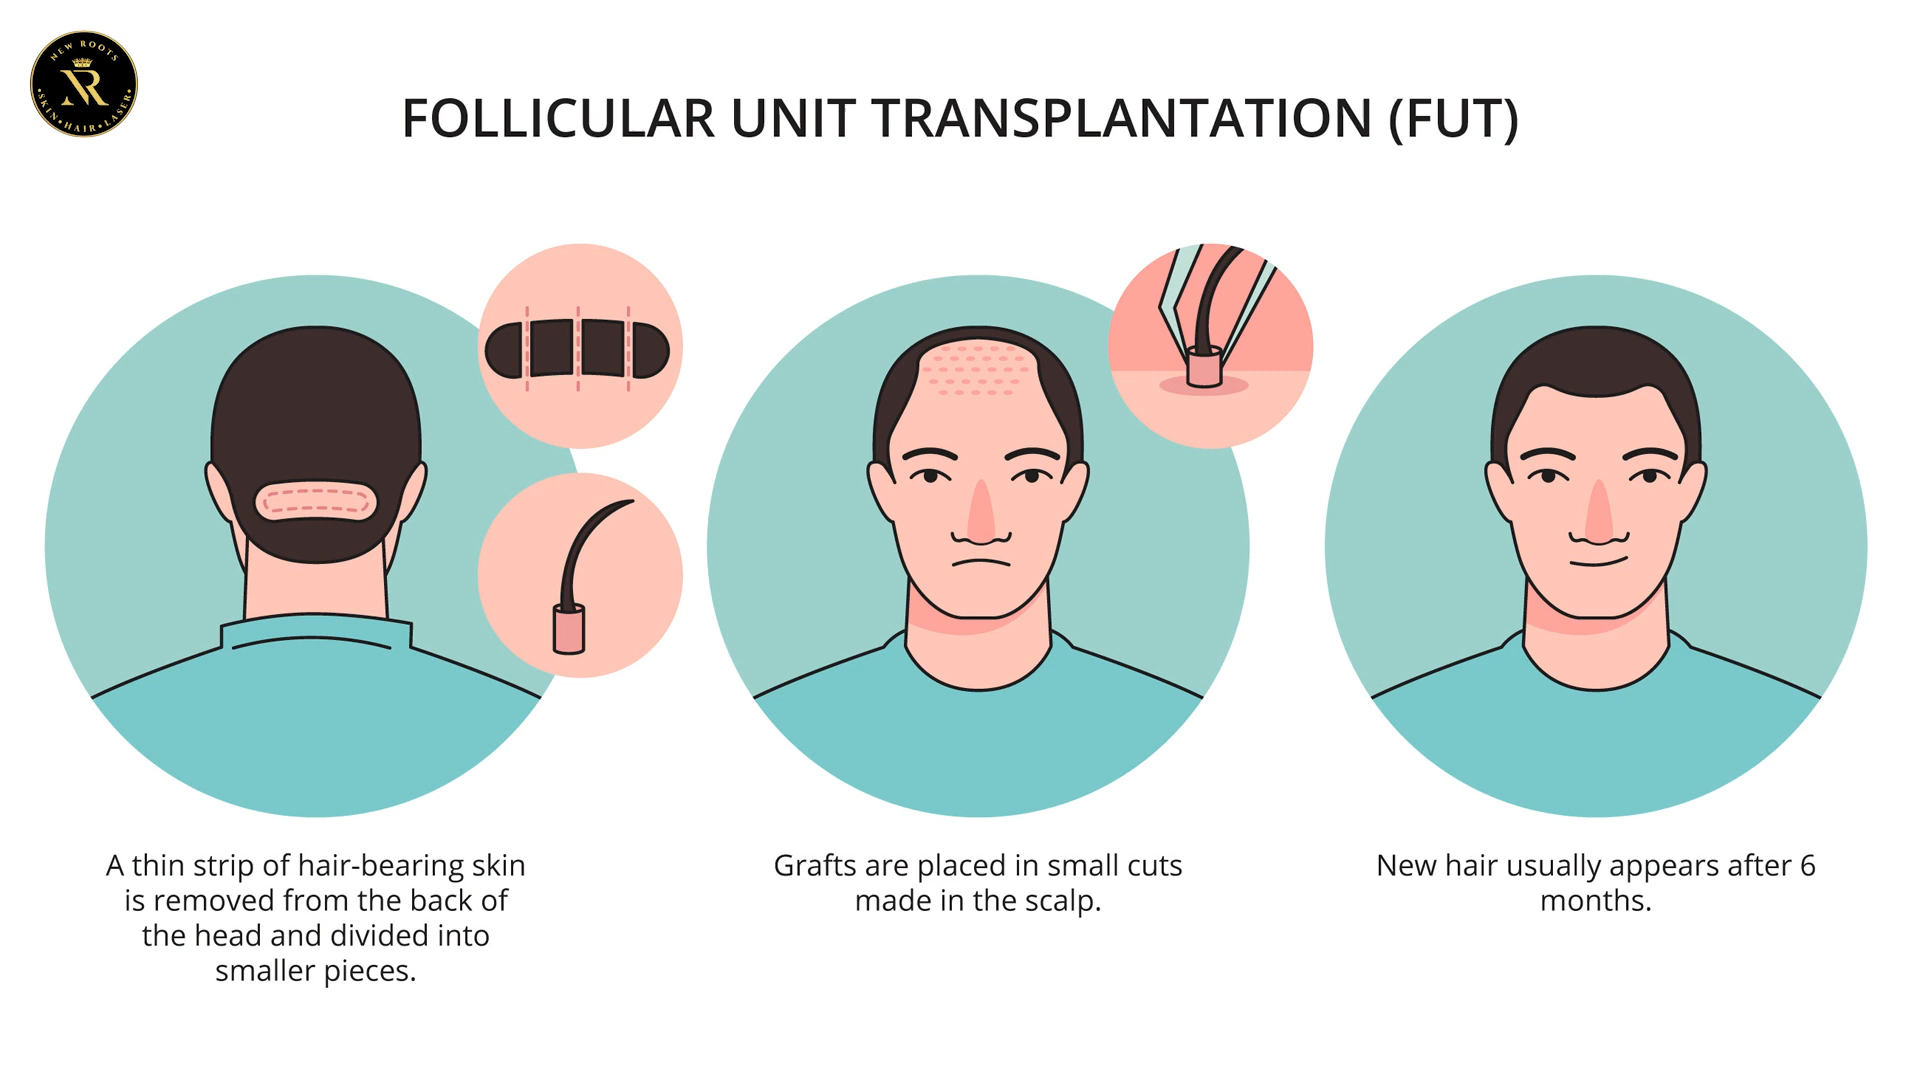 NEW ROOTS
NR
•SKIN•HAIR•LASER•
FOLLICULAR UNIT TRANSPLANTATION (FUT)
A thin strip of hair-bearing skin
is removed from the back of
the head and divided into
smaller pieces.
Grafts are placed in small cuts
made in the scalp.
New hair usually appears after 6
months.